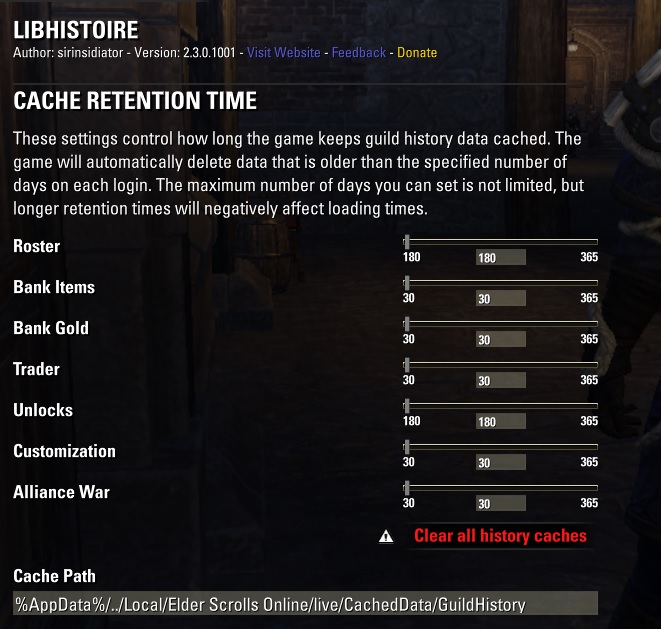 LIBHISTOIRE
Author: sirinsidiator - Version: 2.3.0.1001 - Visit Website - Feedback - Donate
CACHE RETENTION TIME
These settings control how long the game keeps guild history data cached. The
game will automatically delete data that is older than the specified number of
days on each login. The maximum number of days you can set is not limited, but
longer retention times will negatively affect loading times.
Roster
180 180 365
Bank Items
30 30 365
Bank Gold
30 30 365
Trader
30 30 365
Unlocks
180 180 365
Customization
30 30 365
Alliance War
30 30 365
Clear all history caches
Cache Path
%AppData%/../Local/Elder Scrolls Online/live/CachedData/GuildHistory